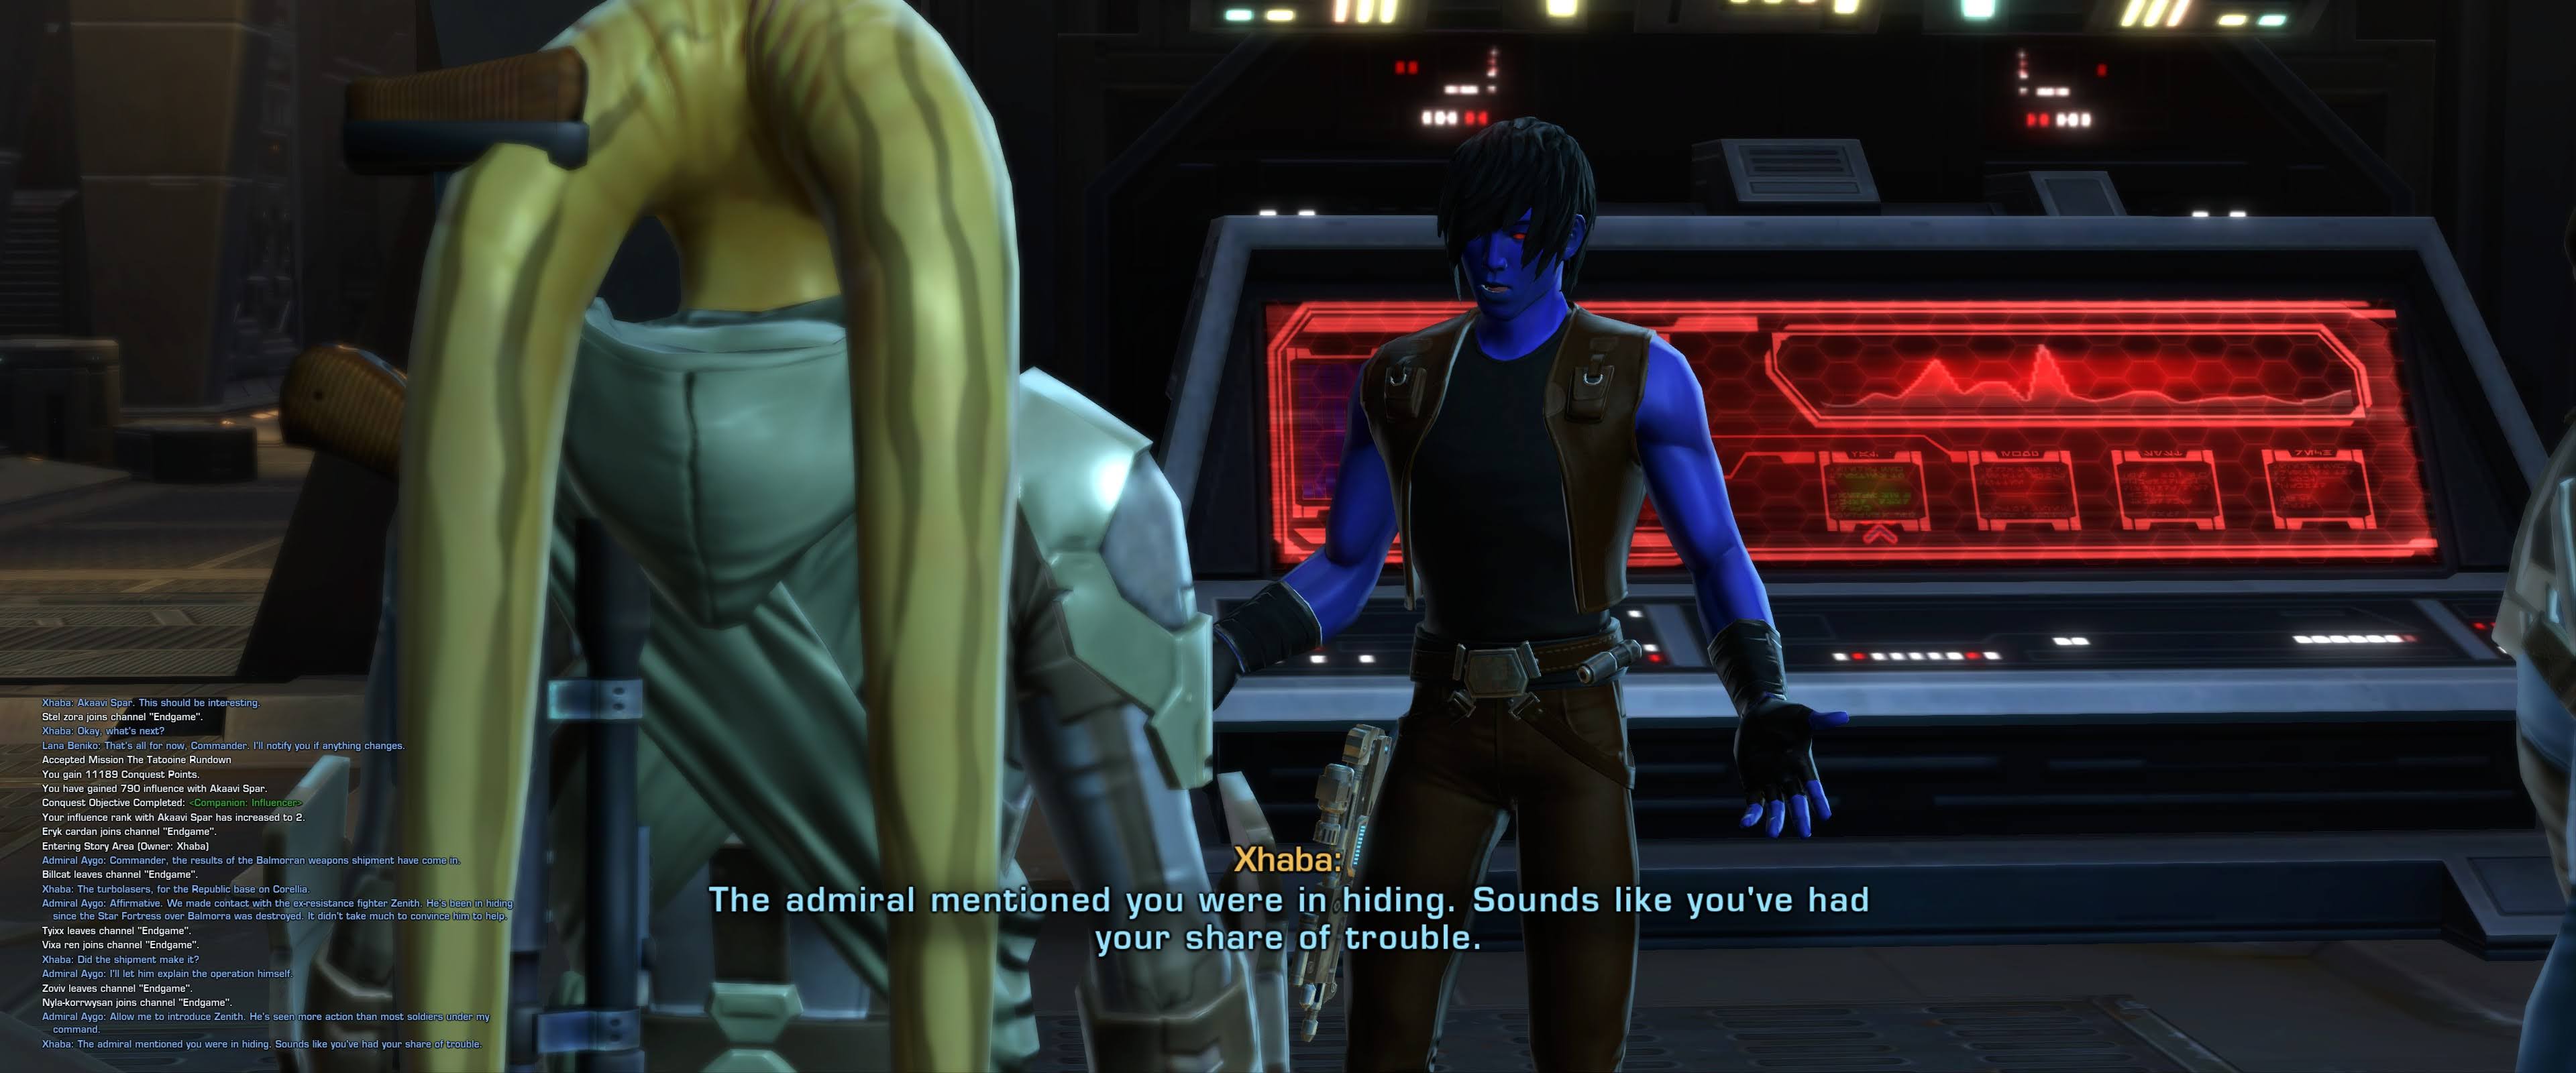 Xhaba: Akaavi Spar. This should be interesting.
Stel zora joins channel "Endgame".
Xhaba: Okay, what's next?
Lana Beniko: That's all for now, Commander. I'll notify you if anything changes.
Accepted Mission The Tatooine Rundown
You gain 11189 Conquest Points.
You have gained 790 influence with Akaavi Spar.
Conquest Objective Completed: <Companion: Influencer>
Your influence rank with Akaavi Spar has increased to 2.
Eryk cardan joins channel "Endgame".
Entering Story Area (Owner: Xhaba)
Admiral Aygo: Commander, the results of the Balmorran weapons shipment have come in.
Billcat leaves channel "Endgame".
Xhaba: The turbolasers, for the Republic base on Corellia.
Admiral Aygo: Affirmative. We made contact with the ex-resistance fighter Zenith. He's been in hiding
since the Star Fortress over Balmorra was destroyed. It didn't take much to convince him to help.
Tyixx leaves channel "Endgame".
Vixa ren joins channel "Endgame".
Xhaba: Did the shipment make it?
Admiral Aygo: I'll let him explain the operation himself.
Zoviv leaves channel "Endgame".
Nyla-korrwysan joins channel "Endgame".
Admiral Aygo: Allow me to introduce Zenith. He's seen more action than most soldiers under my
command.
Xhaba: The admiral mentioned you were in hiding. Sounds like you've had your share of trouble.
Xhaba:
The admiral mentioned you were in hiding. Sounds like you've had
your share of trouble.